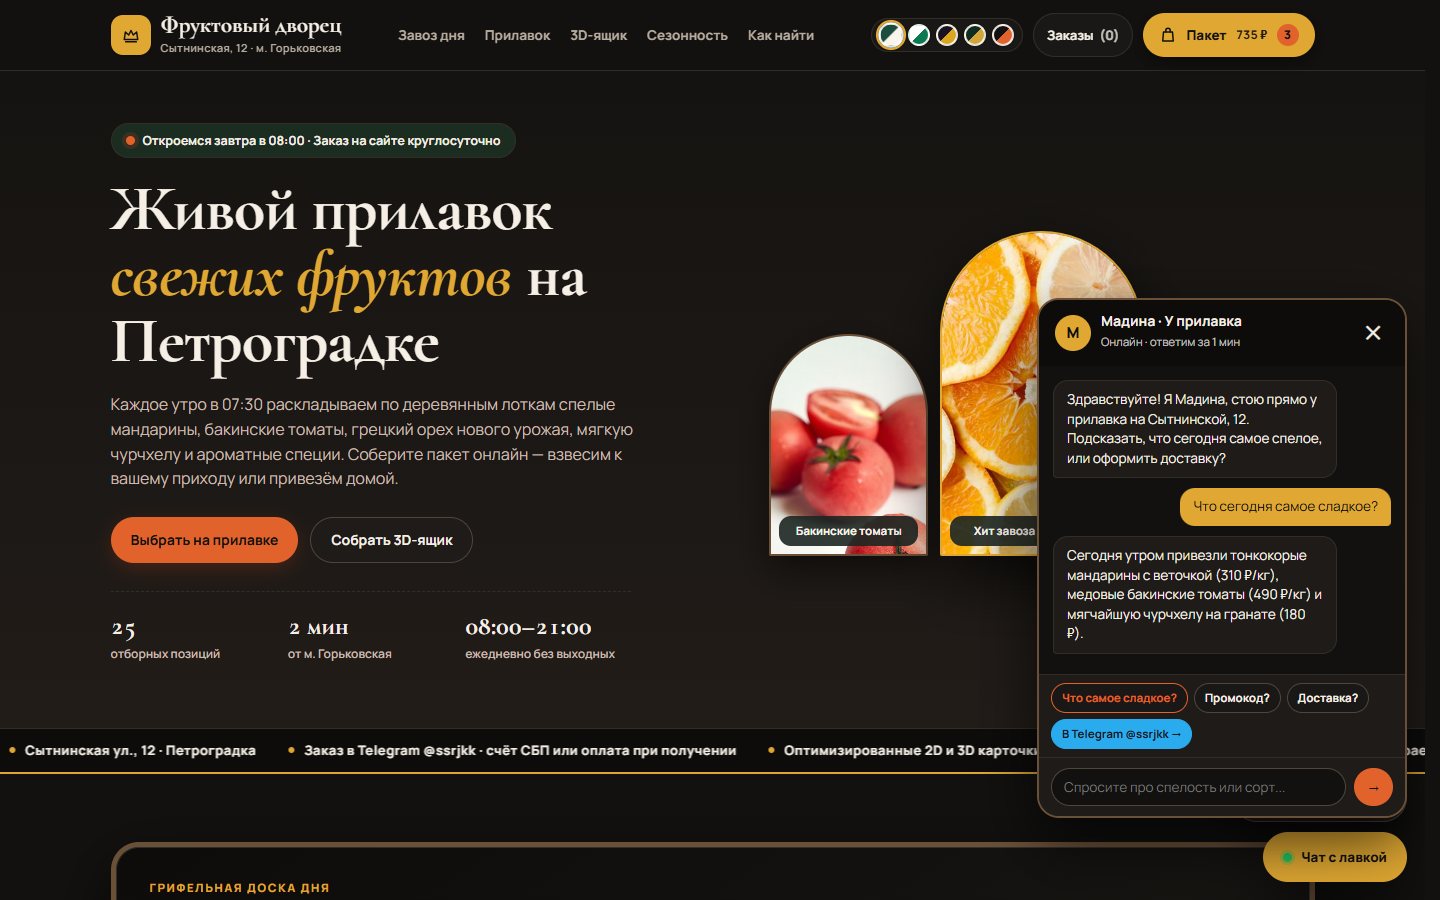 Фруктовый дворец
Сытнинская, 12 · м. Горьковская
Завоз дня
Прилавок
3D-ящик
Сезонность
Как найти
Заказы (0)
Пакет 735 ₽ 3
Откроемся завтра в 08:00 · Заказ на сайте круглосуточно
Живой прилавок
свежих фруктов на
Петроградке
Каждое утро в 07:30 раскладываем по деревянным лоткам спелые
мандарины, бакинские томаты, грецкий орех нового урожая, мягкую
чурчхелу и ароматные специи. Соберите пакет онлайн — взвесим к
вашему приходу или привезём домой.
Выбрать на прилавке
Собрать 3D-ящик
25
отборных позиций
2 мин
от м. Горьковская
08:00–21:00
ежедневно без выходных
Бакинские томаты
Хит завоза
М
Мадина · У прилавка
Онлайн · ответим за 1 мин
Здравствуйте! Я Мадина, стою прямо у
прилавка на Сытнинской, 12.
Подсказать, что сегодня самое спелое,
или оформить доставку?
Что сегодня самое сладкое?
Сегодня утром привезли тонкокорые
мандарины с веточкой (310 ₽/кг),
медовые бакинские томаты (490 ₽/кг) и
мягчайшую чурчхелу на гранате (180
₽).
Что самое сладкое?
Промокод?
Доставка?
В Telegram @ssrjkk →
Спросите про спелость или сорт...
→
Сытнинская ул., 12 · Петроградка
Заказ в Telegram @ssrjkk · счёт СБП или оплата при получении
Оптимизированные 2D и 3D карточки
Чат с лавкой
ГРИФЕЛЬНАЯ ДОСКА ДНЯ